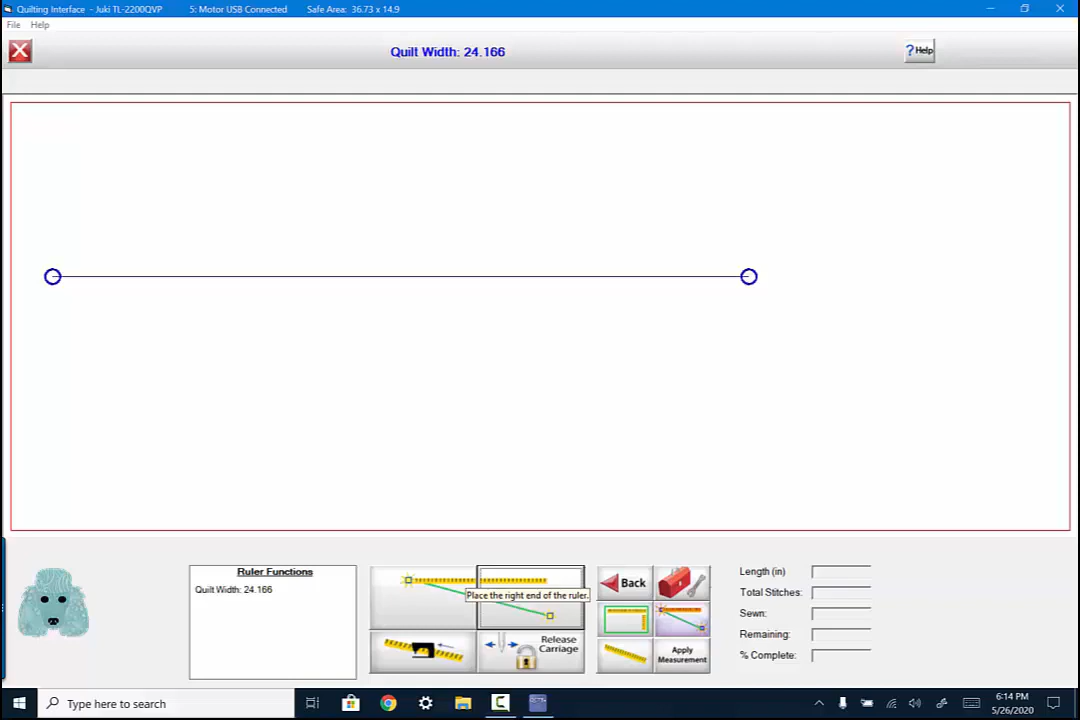 Quilting Interface - Juki TL-2200QVP 5: Motor USB Connected Safe Area: 36.73 x 14.9
File Help
Quilt Width: 24.166
?Help
Ruler Functions
Quilt Width: 24.166
Place the right end of the ruler.
Release
Carriage
Back
Apply
Measurement
Length (in)
Total Stitches:
Sewn:
Remaining:
% Complete:
Type here to search
6:14 PM
5/26/2020